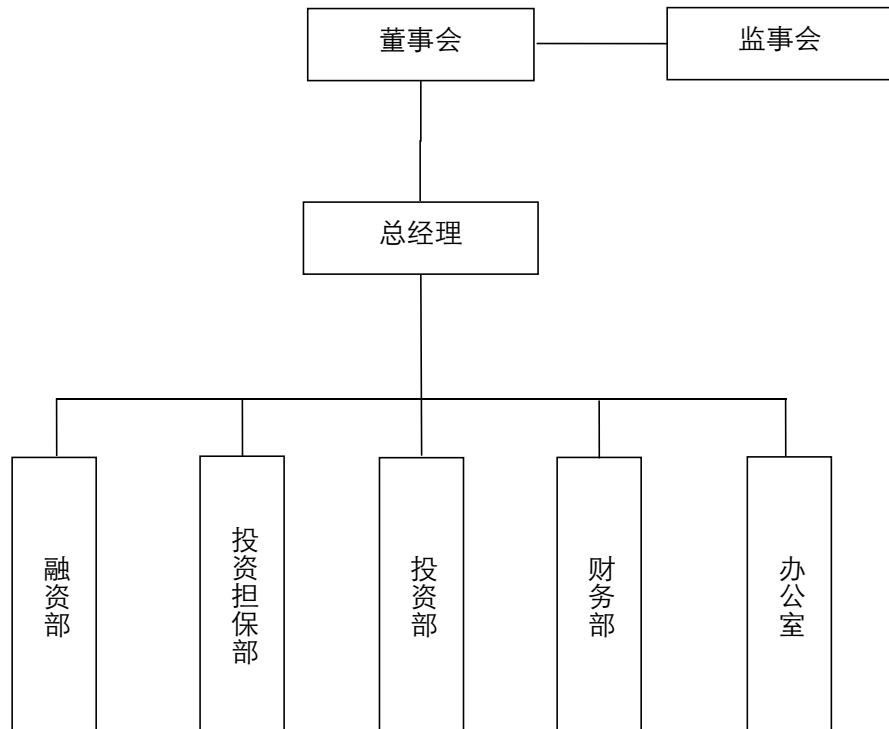 董事会
监事会
总经理
融资部
投资担保部
投资部
财务部
办公室